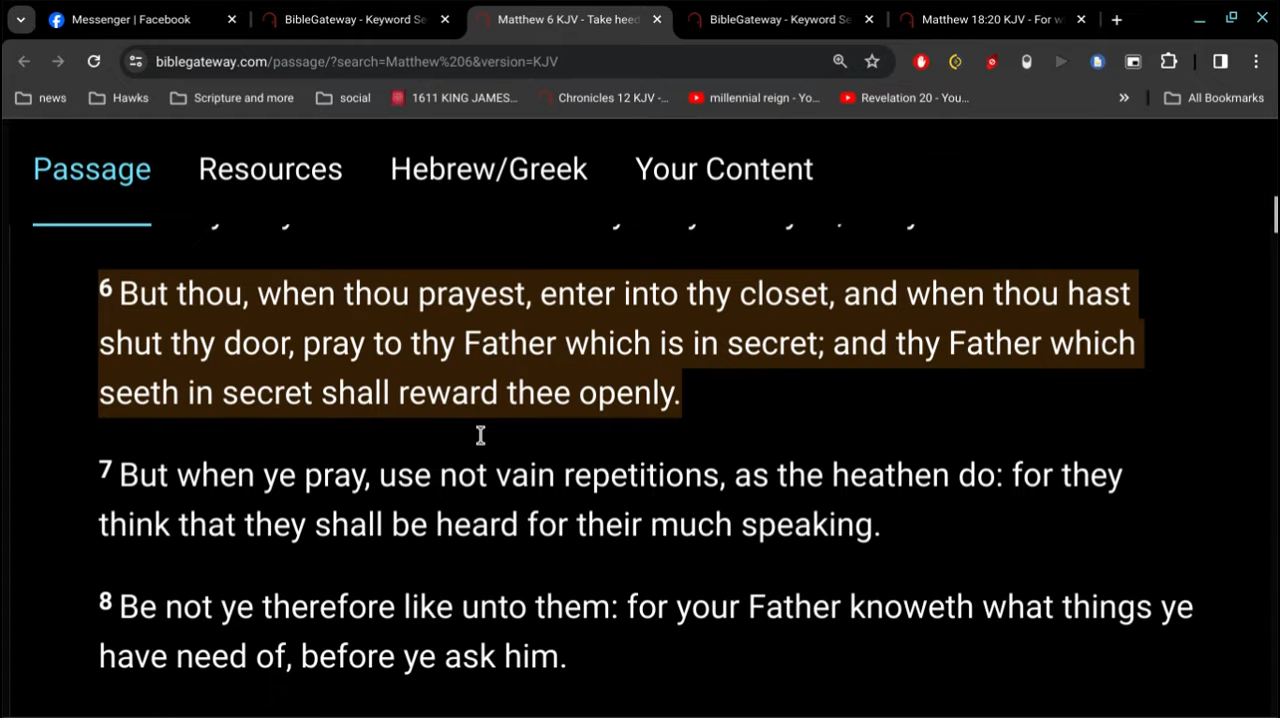 Messenger | Facebook
BibleGateway - Keyword Se
Matthew 6 KJV - Take heed
BibleGateway - Keyword Se
Matthew 18:20 KJV - For w
biblegateway.com/passage/?search=Matthew%206&version=KJV
news
Hawks
Scripture and more
social
1611 KING JAMES...
Chronicles 12 KJV -...
millennial reign - Yo...
Revelation 20 - You...
All Bookmarks
Passage
Resources
Hebrew/Greek
Your Content
6 But thou, when thou prayest, enter into thy closet, and when thou hast
shut thy door, pray to thy Father which is in secret; and thy Father which
seeth in secret shall reward thee openly.
7 But when ye pray, use not vain repetitions, as the heathen do: for they
think that they shall be heard for their much speaking.
8 Be not ye therefore like unto them: for your Father knoweth what things ye
have need of, before ye ask him.